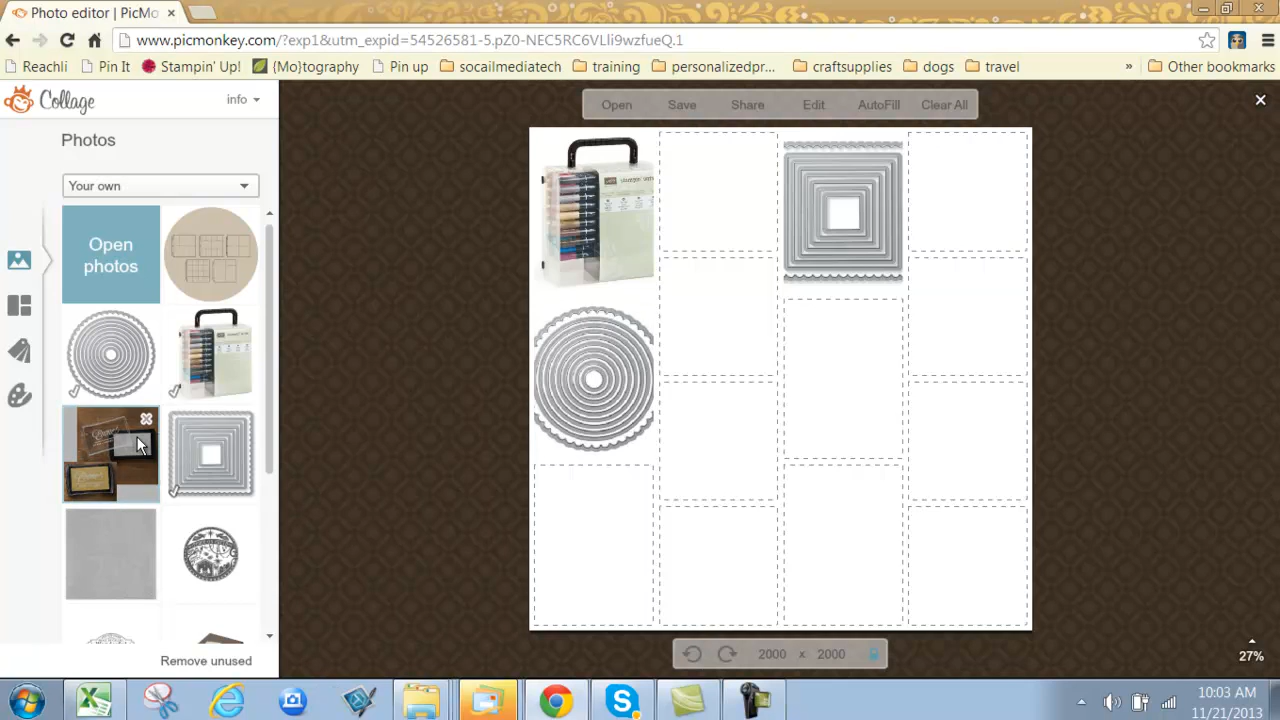 Photo editor | PicMo
www.picmonkey.com/?exp1&utm_expid=54526581-5.pZ0-NEC5RC6VLli9wzfueQ.1
Reachli Pin It Stampin' Up! {Mo}tography Pin up socailmediatech training personalizedpr... craftsupplies dogs travel » Other bookmarks
Collage info
Open Save Share Edit AutoFill Clear All
Photos
Your own
Open
photos
Remove unused
2000 x 2000
27%
10:03 AM
11/21/2013